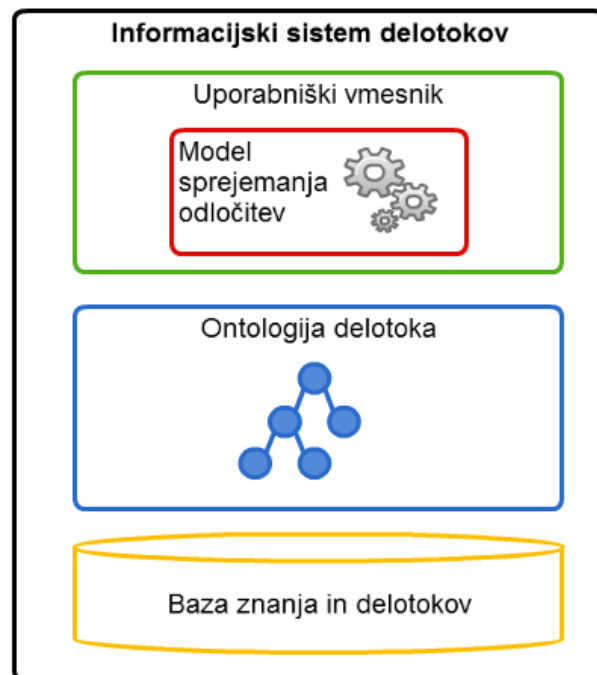 Informacijski sistem delotokov
Uporabniški vmesnik
Model
sprejemanja
odločitev
Ontologija delotoka
Baza znanja in delotokov